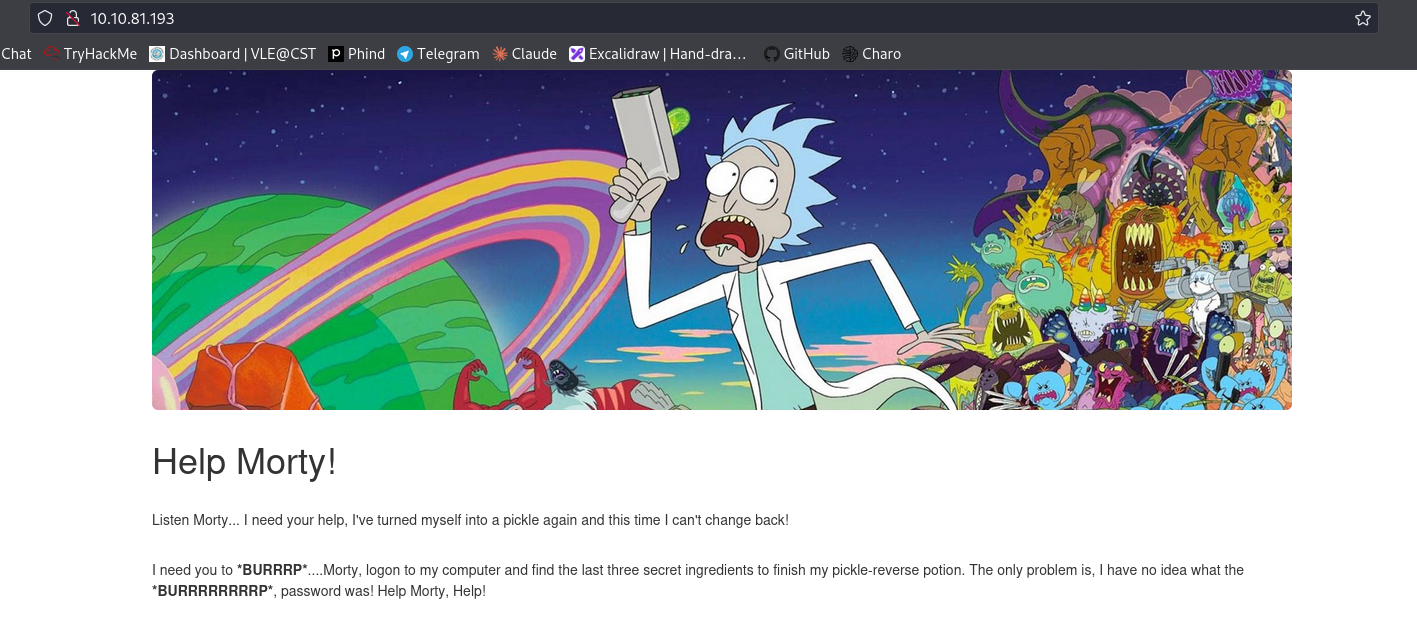 10.10.81.193
Chat TryHackMe Dashboard | VLE@CST Phind Telegram Claude Excalidraw | Hand-dra... GitHub Charo
Help Morty!
Listen Morty... I need your help, I've turned myself into a pickle again and this time I can't change back!
I need you to *BURRRP*....Morty, logon to my computer and find the last three secret ingredients to finish my pickle-reverse potion. The only problem is, I have no idea what the
*BURRRRRRRRP*, password was! Help Morty, Help!